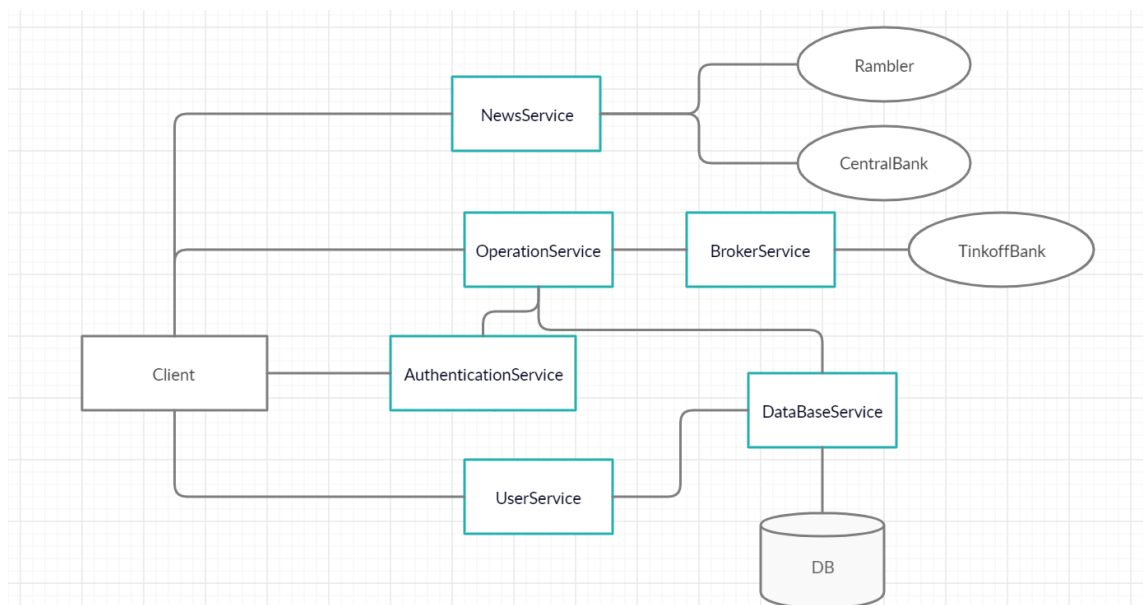 Rambler
NewsService
CentralBank
OperationService
BrokerService
TinkoffBank
Client
AuthenticationService
DataBaseService
UserService
DB